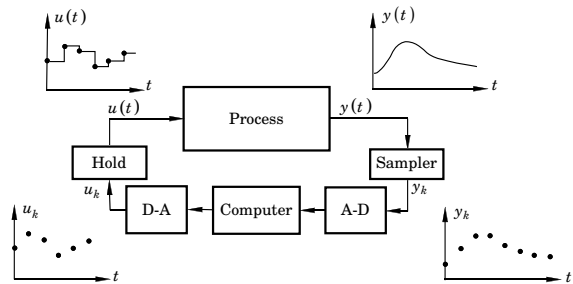 u(t)
y(t)
t
t
u(t)
Process
y(t)
Hold
Sampler
u_k
y_k
D-A
Computer
A-D
u_k
y_k
t
t